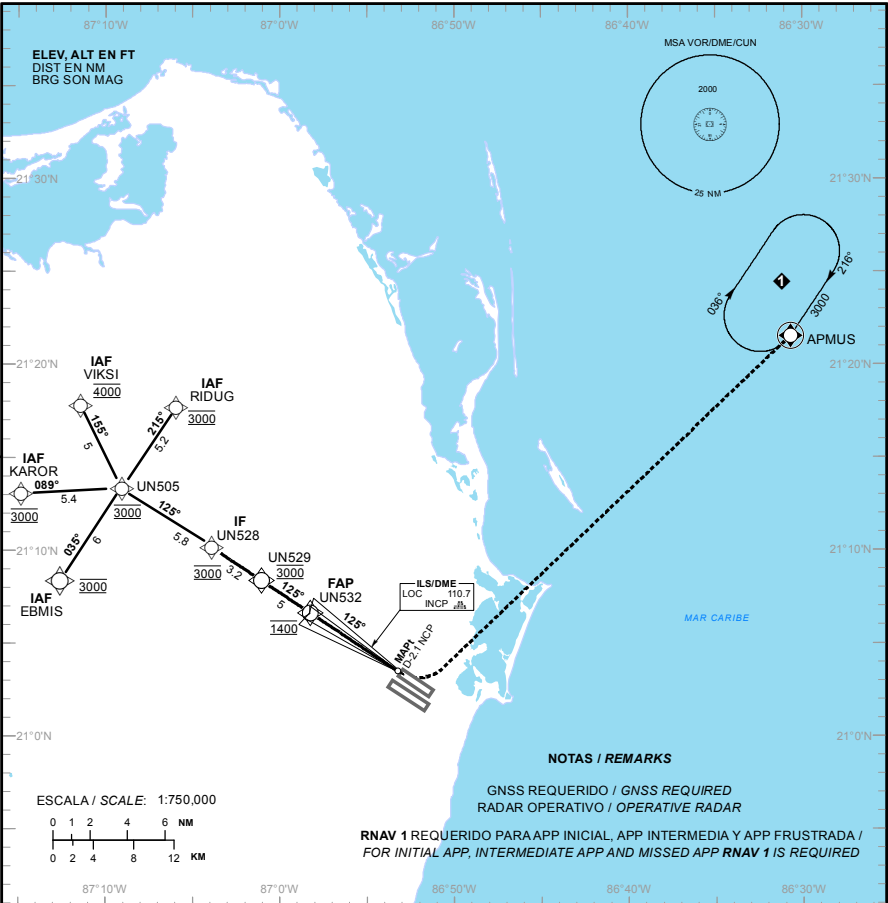 87°10'W 87°00'W 86°50'W 86°40'W 86°30'W
ELEV, ALT EN FT
DIST EN NM
BRG SON MAG
MSA VOR/DME/CUN
2000
25 NM
21°30'N 21°30'N
036°
1
216°
3000
APMUS
21°20'N 21°20'N
IAF
VIKSI
4000
155°
5
IAF
RIDUG
3000
215°
5.2
IAF
KAROR
089°
5.4
3000
UN505
3000
035°
6
3000
IAF
EBMIS
125°
5.8
IF
UN528
3000
3.2
21°10'N 21°10'N
UN529
3000
125°
5
FAP
UN532
1400
125°
ILS/DME
LOC 110.7
INCP
MAPt
D-2.1 NCP
MAR CARIBE
21°0'N 21°0'N
NOTAS / REMARKS
GNSS REQUERIDO / GNSS REQUIRED
RADAR OPERATIVO / OPERATIVE RADAR
RNAV 1 REQUERIDO PARA APP INICIAL, APP INTERMEDIA Y APP FRUSTRADA /
FOR INITIAL APP, INTERMEDIATE APP AND MISSED APP RNAV 1 IS REQUIRED
ESCALA / SCALE: 1:750,000
0 1 2 4 6 NM
0 2 4 8 12 KM
87°10'W 87°0'W 86°50'W 86°40'W 86°30'W